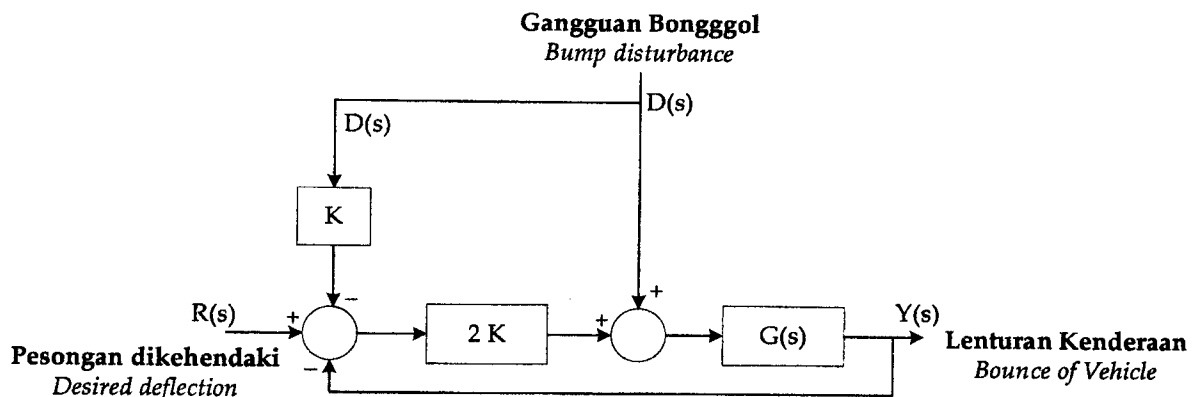 Gangguan Bongggol
Bump disturbance
D(s)
D(s)
K
R(s)
+
−
−
2 K
+
+
G(s)
Y(s)
Pesongan dikehendaki
Desired deflection
Lenturan Kenderaan
Bounce of Vehicle